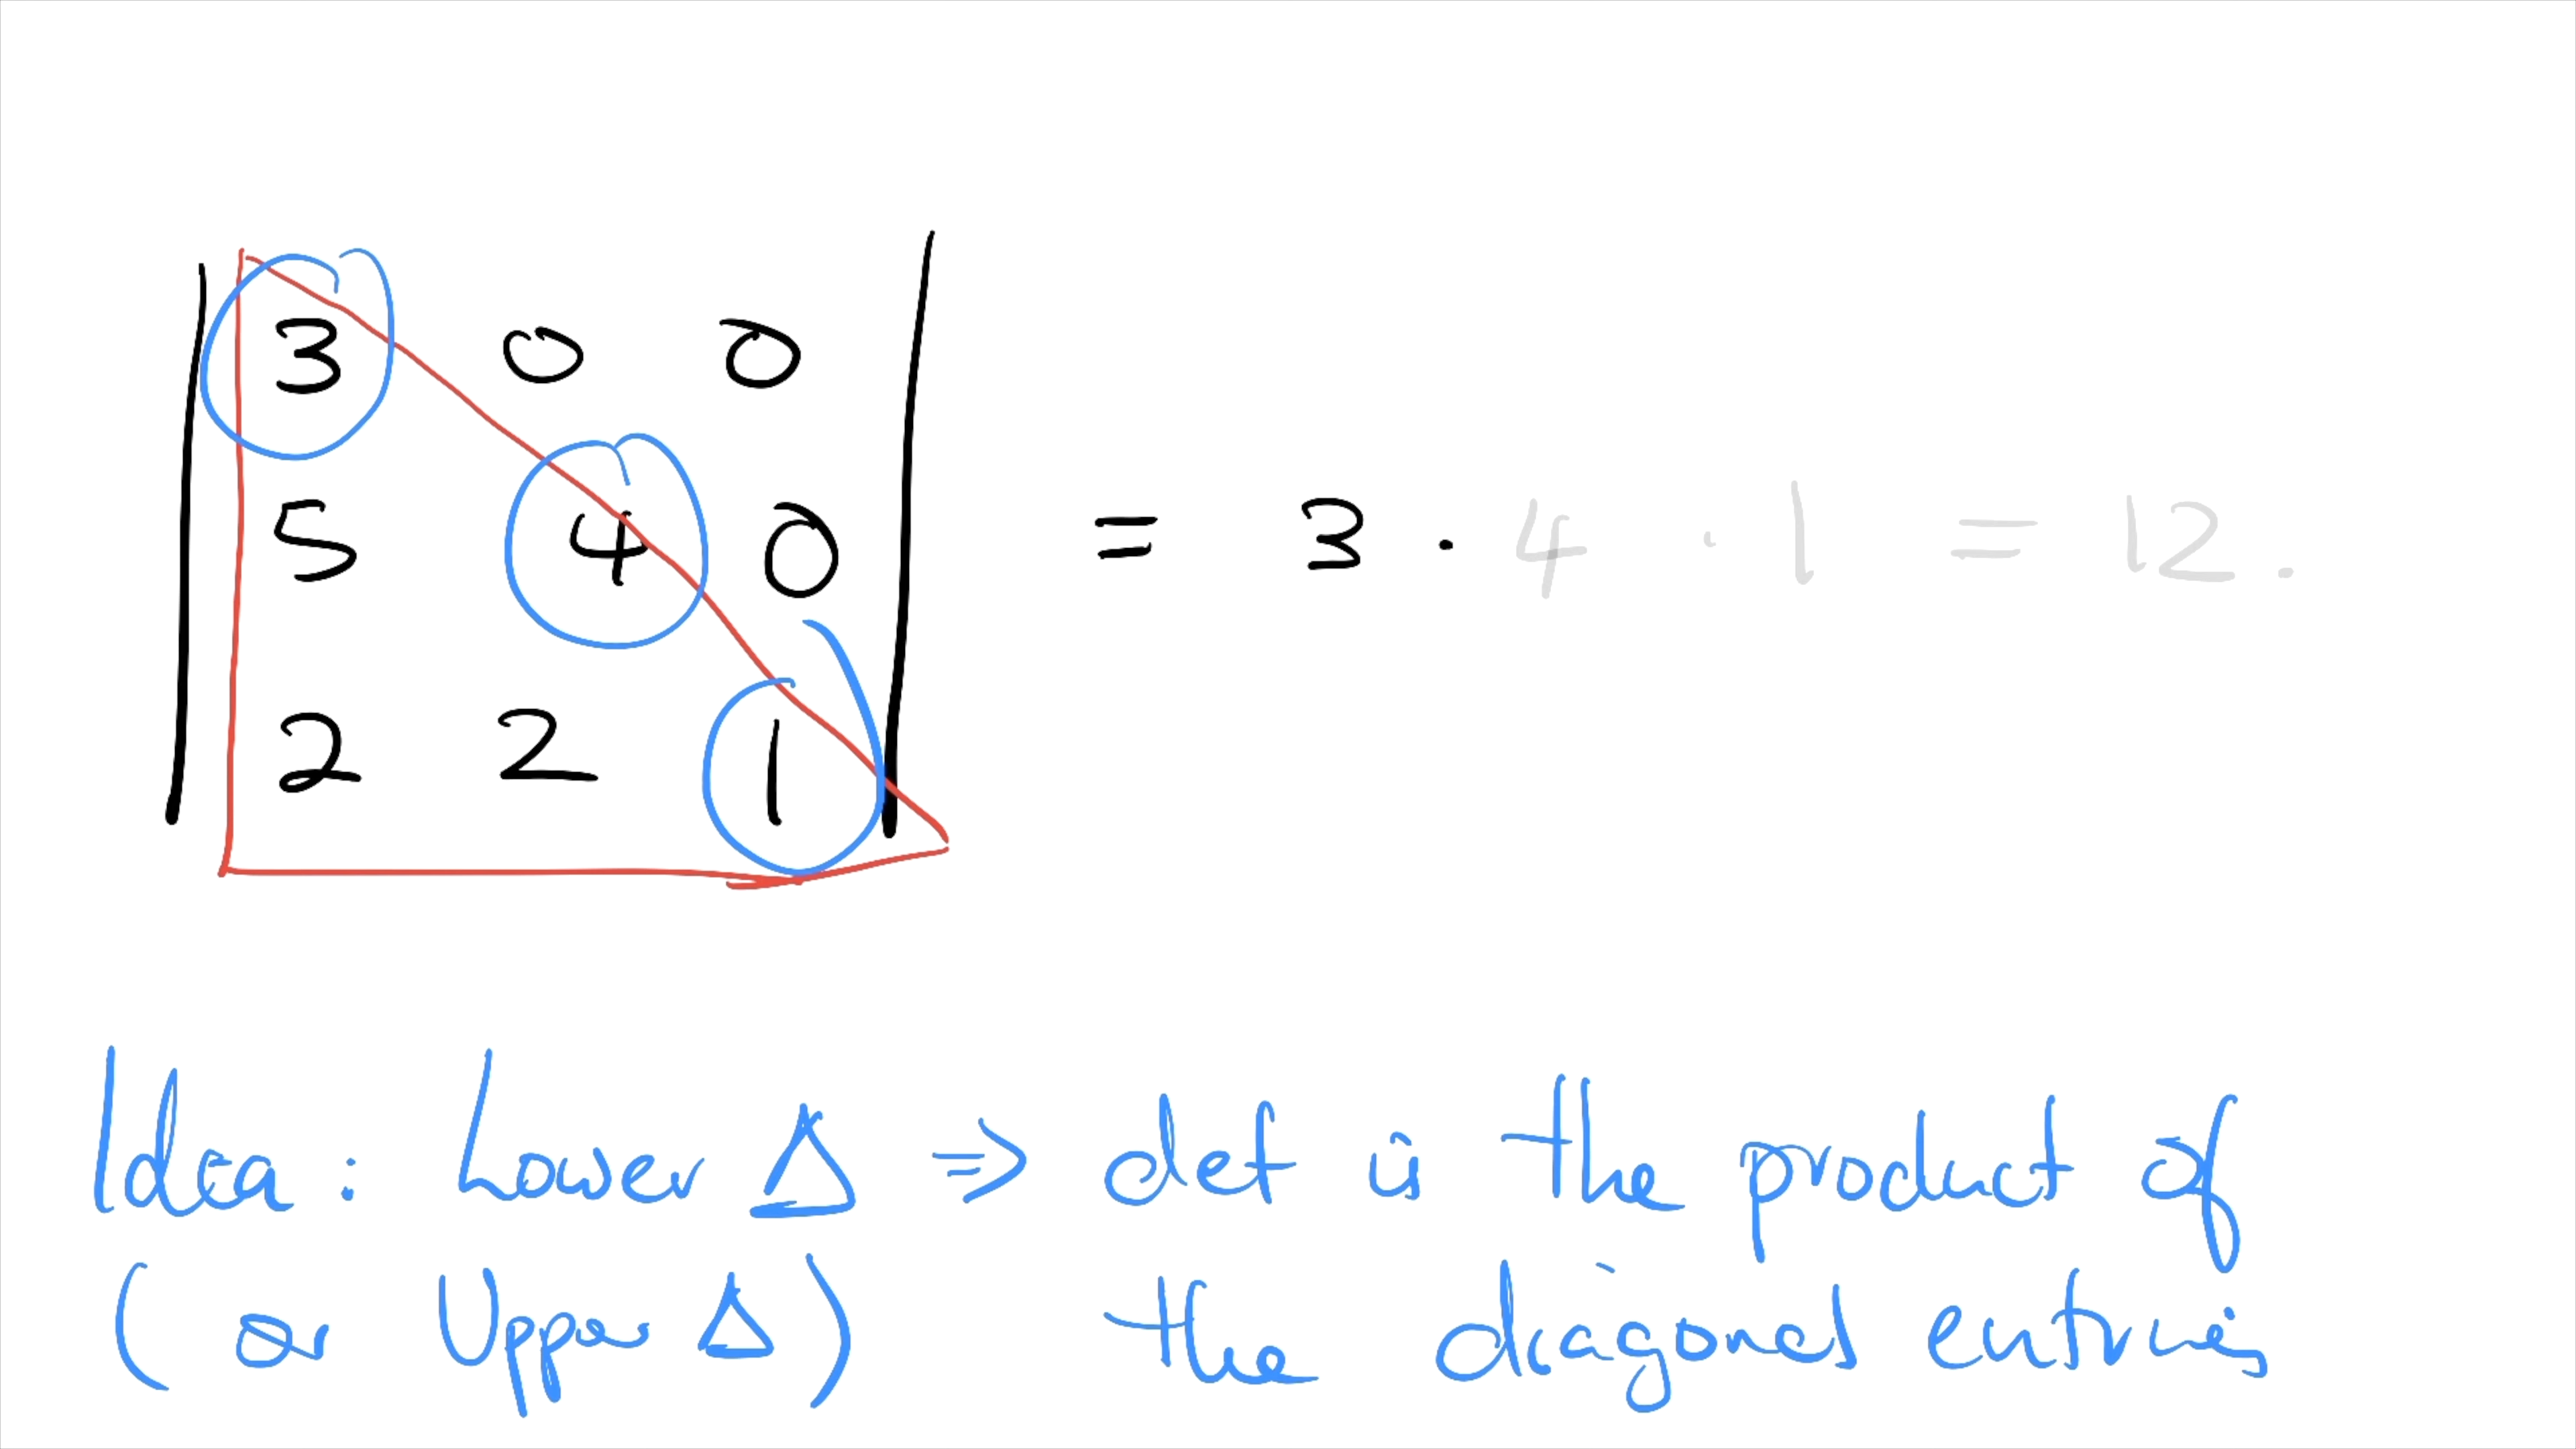 3 0 0
5 4 0 = 3 · 4 · 1 = 12.
2 2 1
Idea : Lower Δ ⇒ det is the product of
(or Upper Δ) the diagonal entries